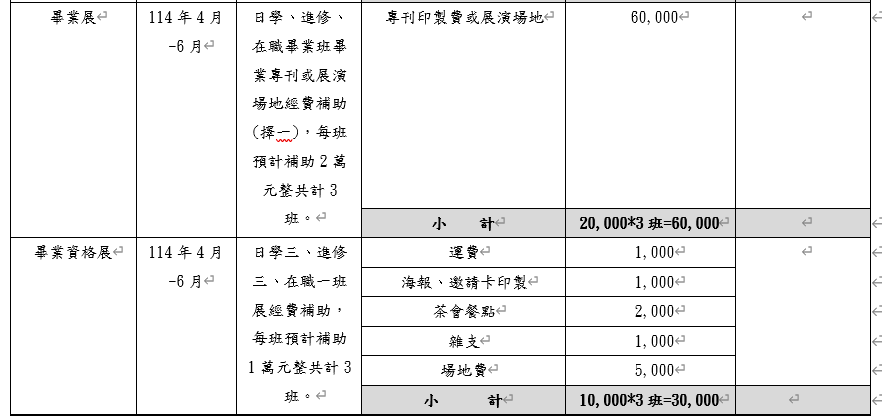 畢業展
114年4月
-6月
日學、進修、
在職畢業班畢
業專刊或展演
場地經費補助
(擇一)，每班
預計補助2萬
元整共計3
班。
專刊印製費或展演場地
60,000
小 計
20,000*3班=60,000
畢業資格展
114年4月
-6月
日學三、進修
三、在職一班
展經費補助，
每班預計補助
1萬元整共計3
班。
運費
1,000
海報、邀請卡印製
1,000
茶會餐點
2,000
雜支
1,000
場地費
5,000
小 計
10,000*3班=30,000